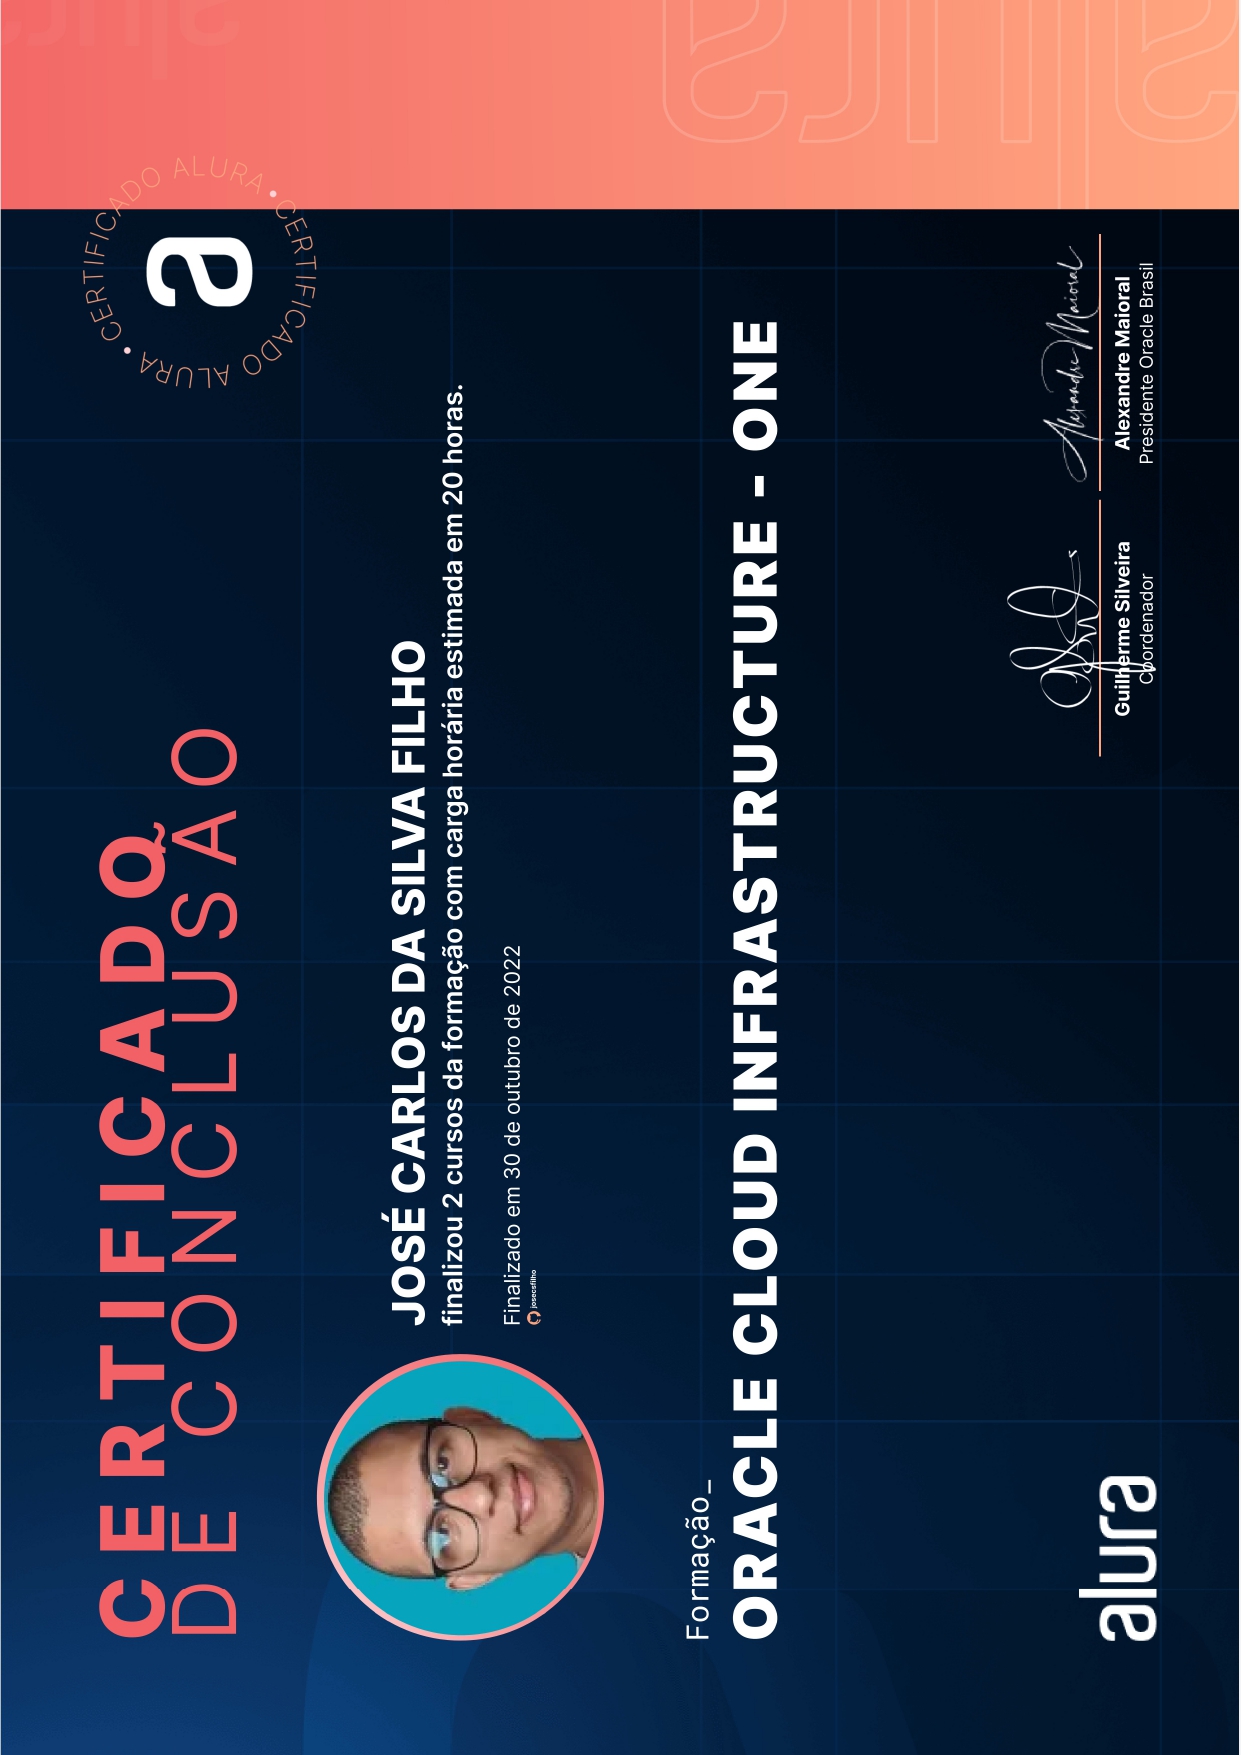 CERTIFICADO
DE CONCLUSÃO
CERTIFICADO ALURA • CERTIFICADO ALURA •
a
JOSÉ CARLOS DA SILVA FILHO
finalizou 2 cursos da formação com carga horária estimada em 20 horas.
Finalizado em 30 de outubro de 2022
josecsfilho
Formação_
ORACLE CLOUD INFRASTRUCTURE - ONE
Alexandre Maioral
Guilherme Silveira
Coordenador
Alexandre Maioral
Presidente Oracle Brasil
alura
alura